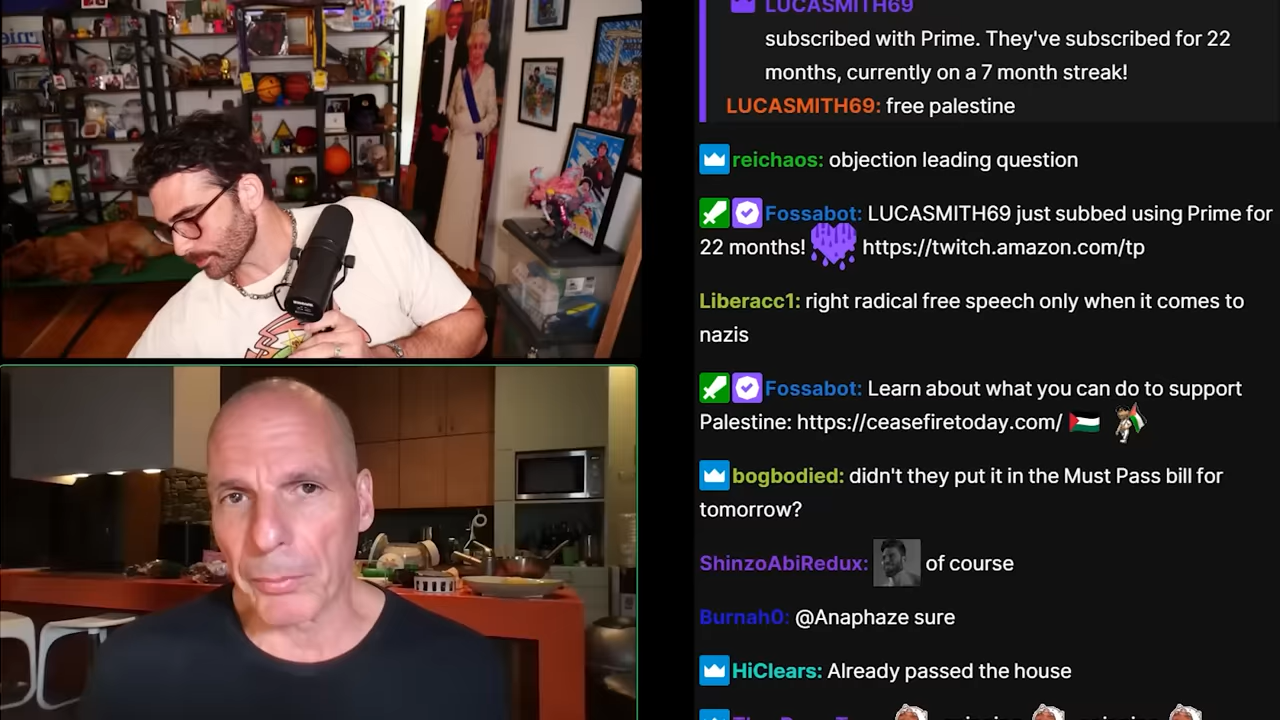 LUCASMITH69
subscribed with Prime. They've subscribed for 22
months, currently on a 7 month streak!
LUCASMITH69: free palestine
reichaos: objection leading question
Fossabot: LUCASMITH69 just subbed using Prime for
22 months! https://twitch.amazon.com/tp
Liberacc1: right radical free speech only when it comes to
nazis
Fossabot: Learn about what you can do to support
Palestine: https://ceasefiretoday.com/
bogbodied: didn't they put it in the Must Pass bill for
tomorrow?
ShinzoAbiRedux: of course
Burnah0: @Anaphaze sure
HiClears: Already passed the house